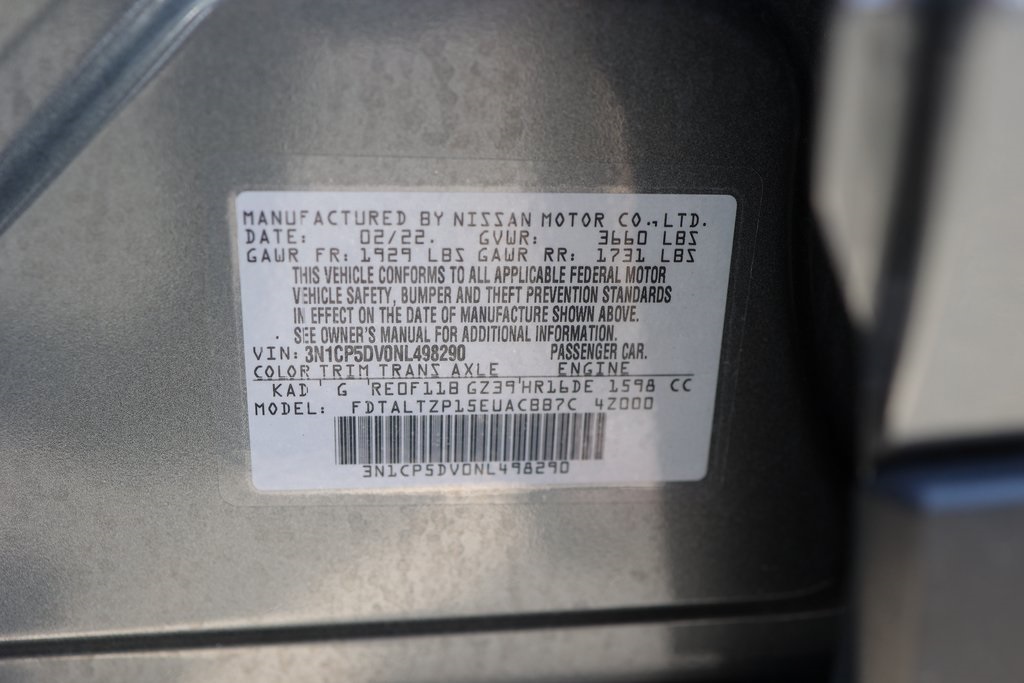 MANUFACTURED BY NISSAN MOTOR CO., LTD.
DATE: 02/22. GVWR: 3660 LBS
GAWR FR: 1929 LBS GAWR RR: 1731 LBS
THIS VEHICLE CONFORMS TO ALL APPLICABLE FEDERAL MOTOR
VEHICLE SAFETY, BUMPER AND THEFT PREVENTION STANDARDS
IN EFFECT ON THE DATE OF MANUFACTURE SHOWN ABOVE.
SEE OWNER'S MANUAL FOR ADDITIONAL INFORMATION.
VIN: 3N1CP5DV0NL498290 PASSENGER CAR.
COLOR TRIM TRANS AXLE ENGINE
KAD G RE0F11B GZ39 HR16DE 1598 CC
MODEL: FDTALTZP15EUACBB7C 4Z000
3N1CP5DV0NL498290